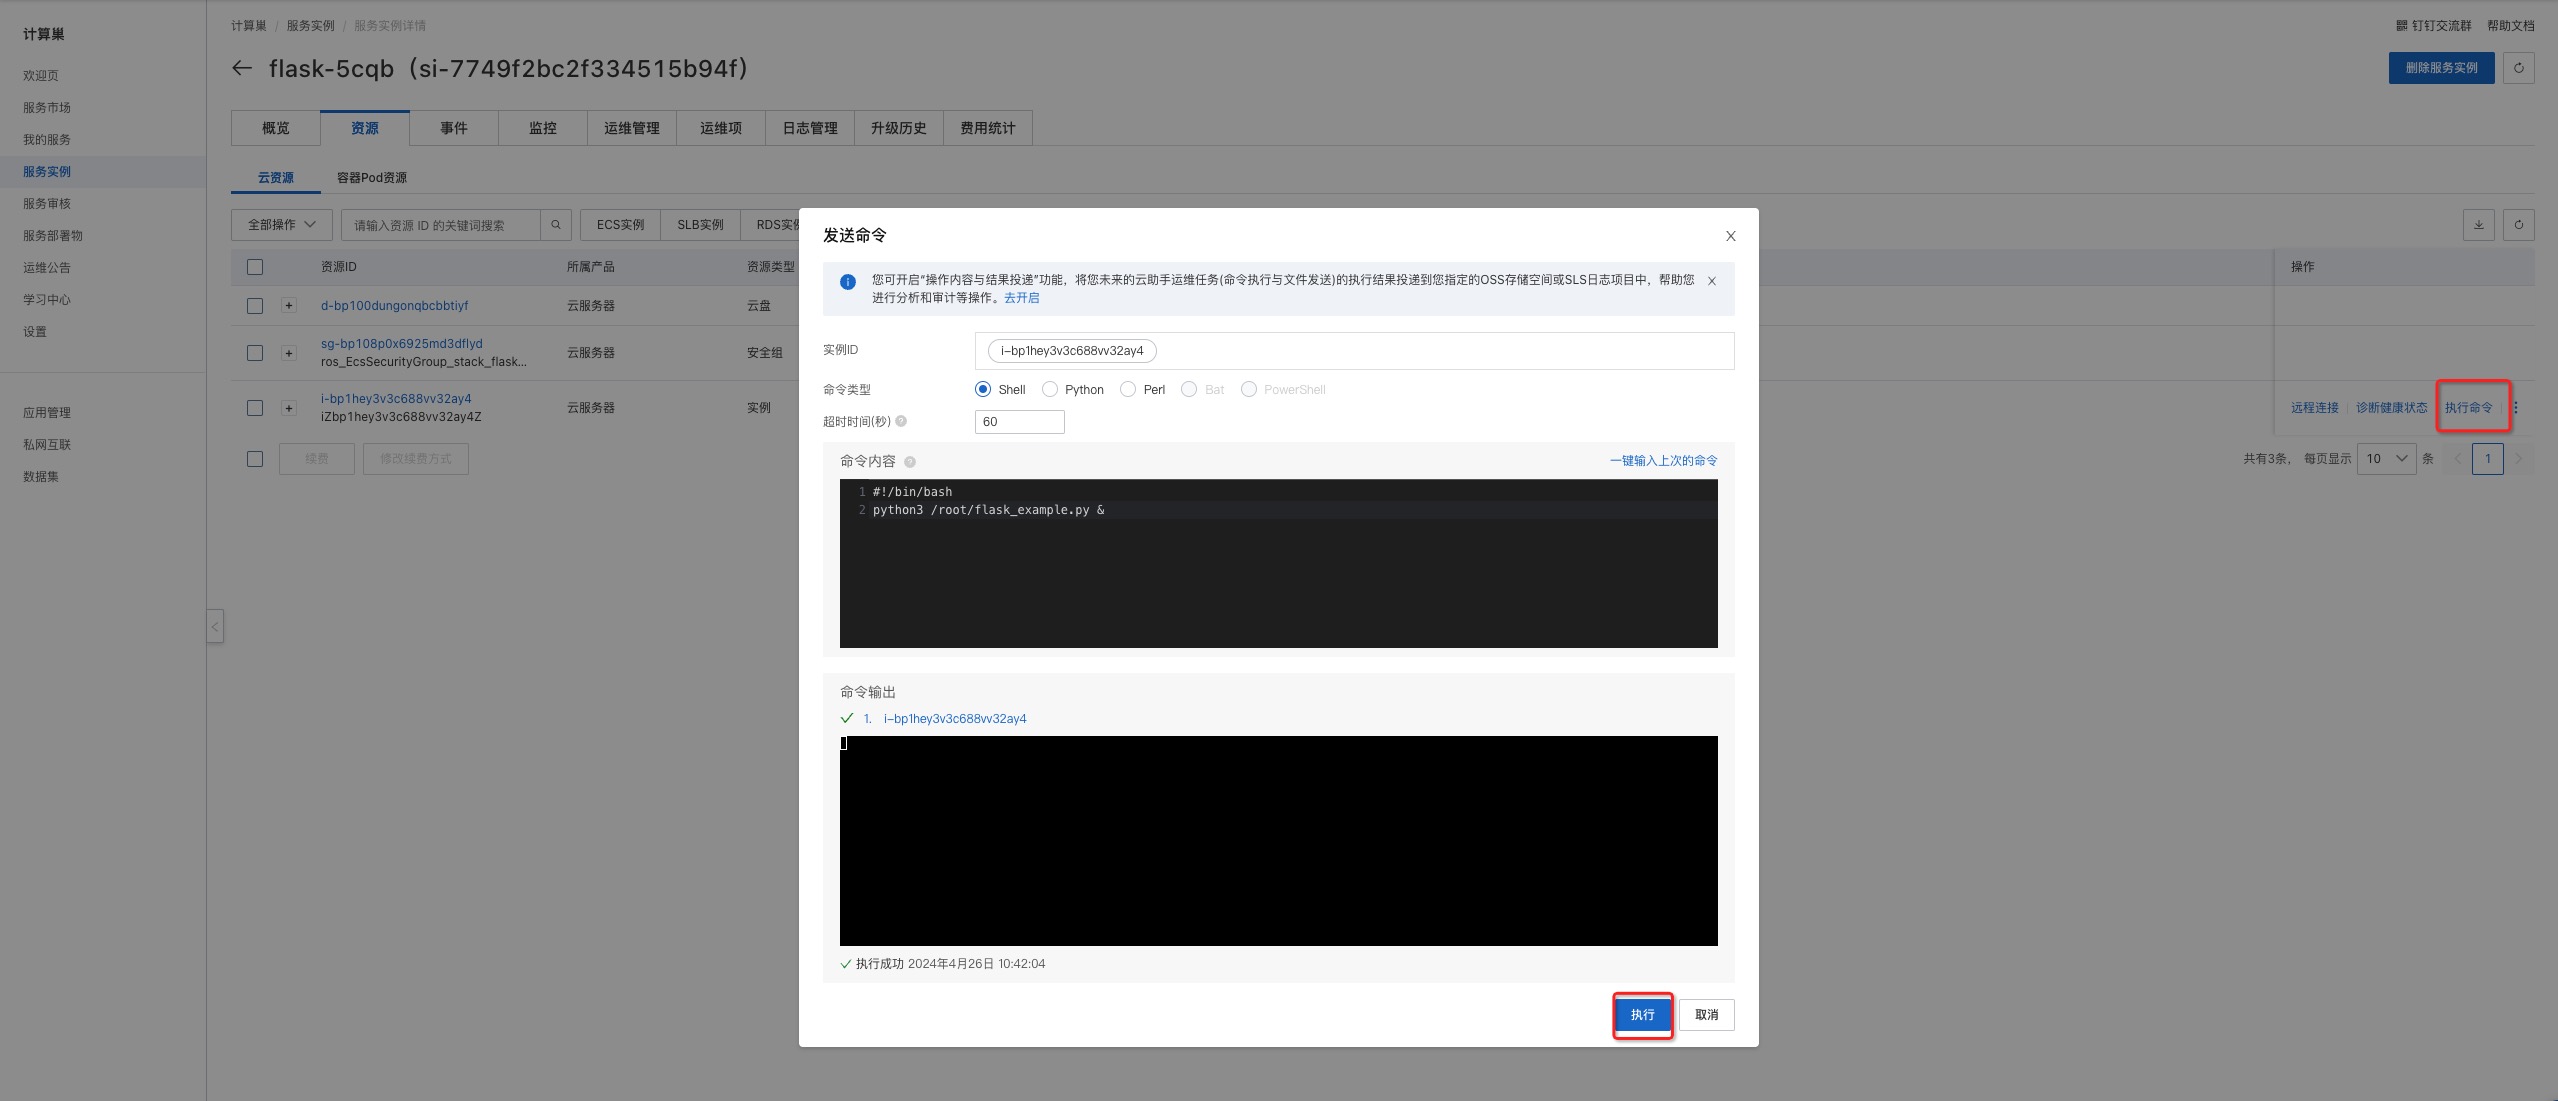 计算巢
欢迎页
服务市场
我的服务
服务实例
服务审核
服务部署物
运维公告
学习中心
设置
应用管理
私网互联
数据集
计算巢 / 服务实例 / 服务实例详情
钉钉交流群 帮助文档
flask-5cqb（si-7749f2bc2f334515b94f）
删除服务实例
概览 资源 事件 监控 运维管理 运维项 日志管理 升级历史 费用统计
云资源 容器Pod资源
全部操作 请输入资源 ID 的关键词搜索 ECS实例 SLB实例 RDS实例
资源ID 所属产品 资源类型 操作
d-bp100dungonqbcbbtiyf 云服务器 云盘
sg-bp108p0x6925md3dflyd
ros_EcsSecurityGroup_stack_flask... 云服务器 安全组
i-bp1hey3v3c688vv32ay4
iZbp1hey3v3c688vv32ay4Z 云服务器 实例
远程连接 诊断健康状态 执行命令
续费 修改续费方式
共有3条， 每页显示 10 条 1
发送命令
您可开启“操作内容与结果投递”功能，将您未来的云助手运维任务(命令执行与文件发送)的执行结果投递到您指定的OSS存储空间或SLS日志项目中，帮助您
进行分析和审计等操作。去开启
实例ID i-bp1hey3v3c688vv32ay4
命令类型 Shell Python Perl Bat PowerShell
超时时间(秒) 60
命令内容 一键输入上次的命令
1 #!/bin/bash
2 python3 /root/flask_example.py &
命令输出
1. i-bp1hey3v3c688vv32ay4
执行成功 2024年4月26日 10:42:04
执行 取消